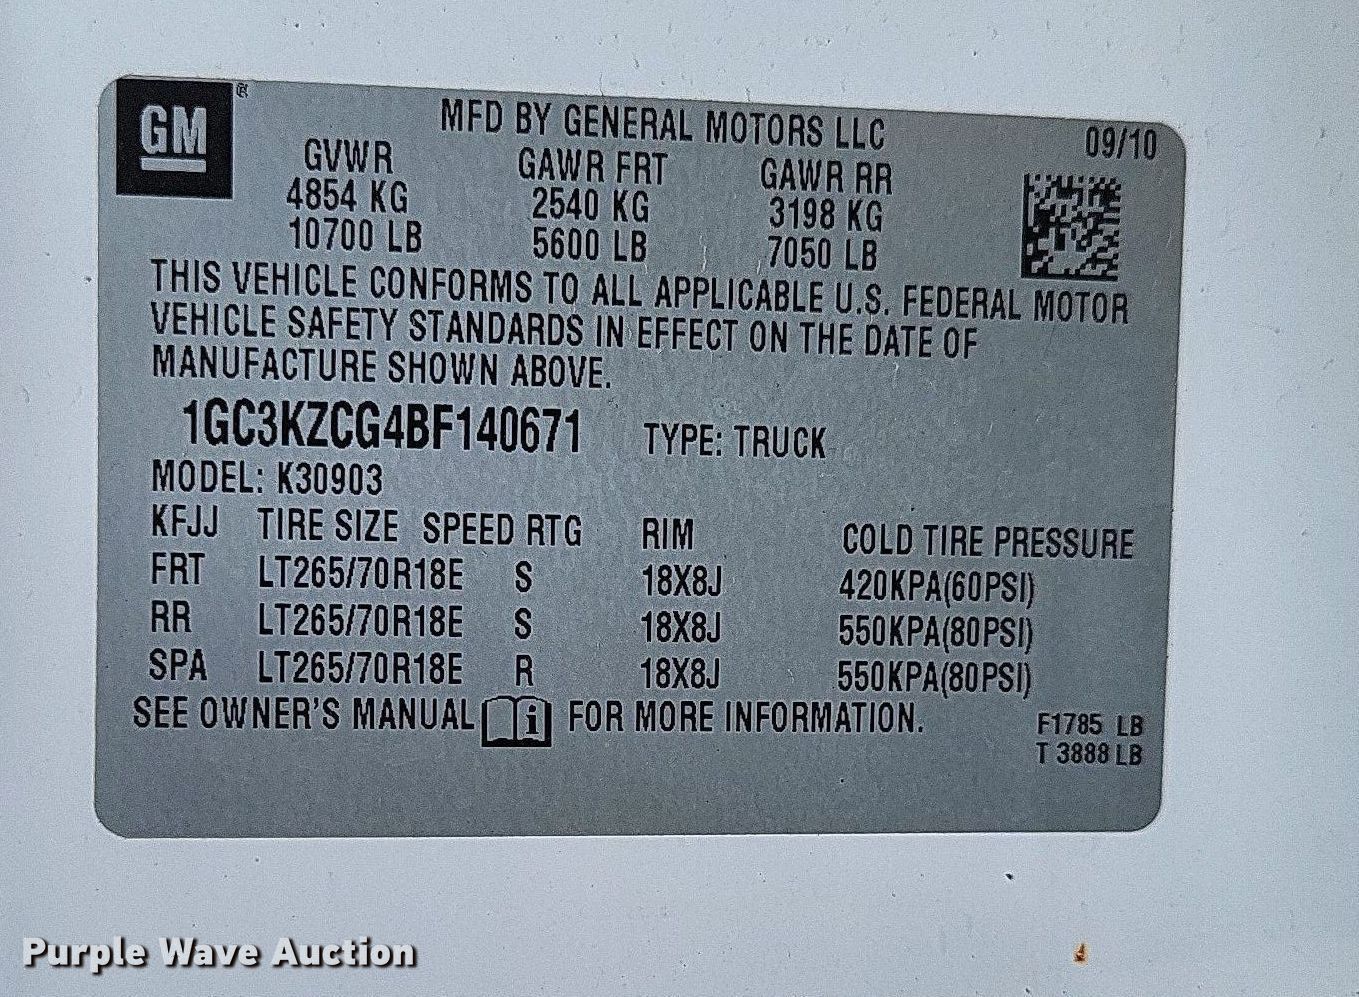 GM ®
MFD BY GENERAL MOTORS LLC 09/10
GVWR GAWR FRT GAWR RR
4854 KG 2540 KG 3198 KG
10700 LB 5600 LB 7050 LB
THIS VEHICLE CONFORMS TO ALL APPLICABLE U.S. FEDERAL MOTOR
VEHICLE SAFETY STANDARDS IN EFFECT ON THE DATE OF
MANUFACTURE SHOWN ABOVE.
1GC3KZCG4BF140671 TYPE: TRUCK
MODEL: K30903
KFJJ TIRE SIZE SPEED RTG RIM COLD TIRE PRESSURE
FRT LT265/70R18E S 18X8J 420KPA(60PSI)
RR LT265/70R18E S 18X8J 550KPA(80PSI)
SPA LT265/70R18E R 18X8J 550KPA(80PSI)
SEE OWNER'S MANUAL i FOR MORE INFORMATION.
F1785 LB
T 3888 LB
Purple Wave Auction